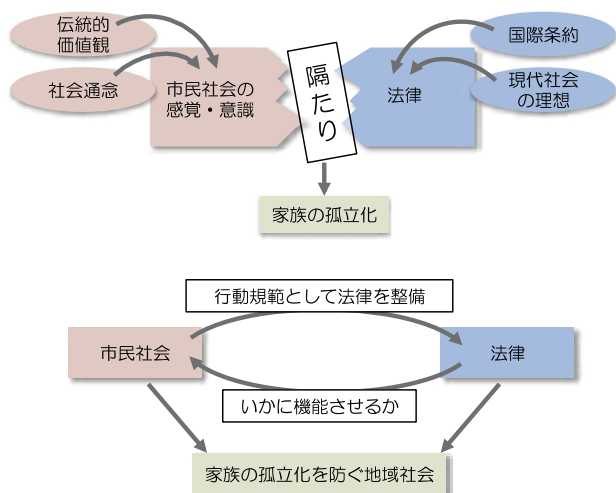 伝統的
価値観
社会通念
市民社会の
感覚・意識
隔たり
法律
国際条約
現代社会
の理想
家族の孤立化
行動規範として法律を整備
市民社会
法律
いかに機能させるか
家族の孤立化を防ぐ地域社会